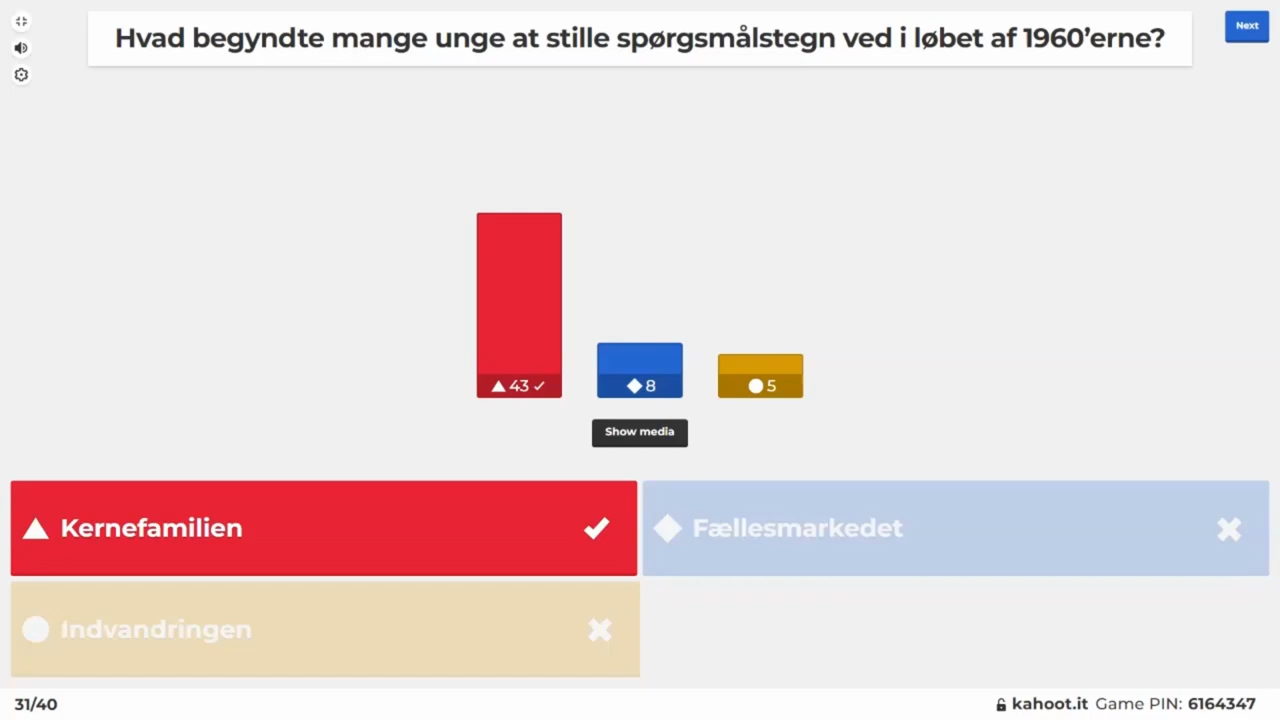 Hvad begyndte mange unge at stille spørgsmålstegn ved i løbet af 1960’erne?
Next
43
8
5
Show media
Kernefamilien
Fællesmarkedet
Indvandringen
31/40
kahoot.it Game PIN: 6164347